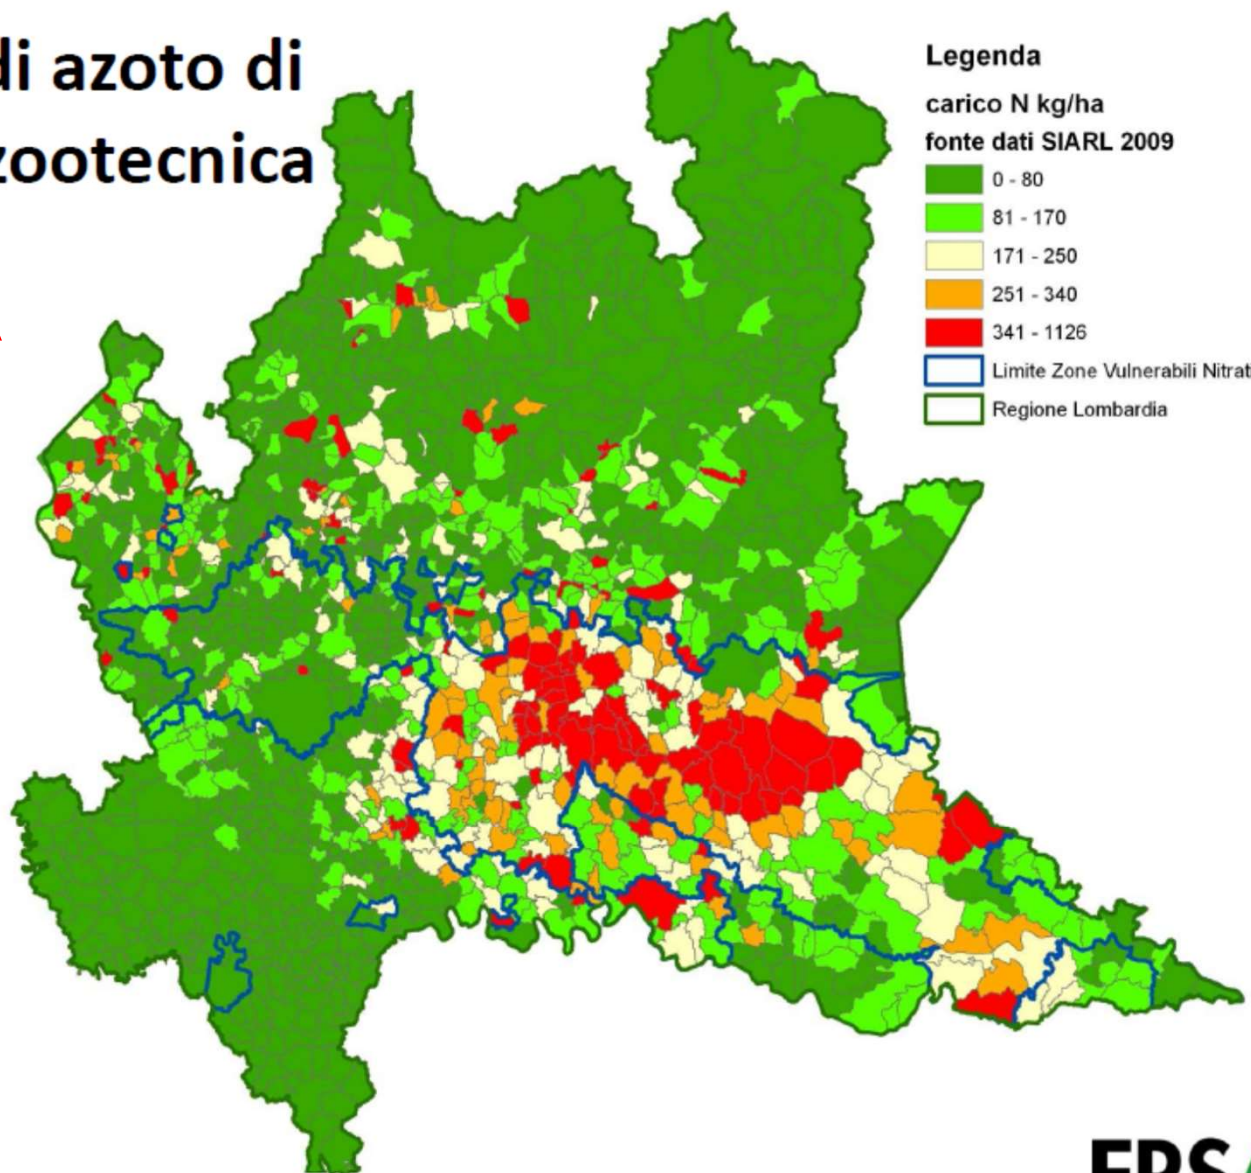 di azoto di
zootecnica
Legenda
carico N kg/ha
fonte dati SIARL 2009
0 - 80
81 - 170
171 - 250
251 - 340
341 - 1126
Limite Zone Vulnerabili Nitrat
Regione Lombardia